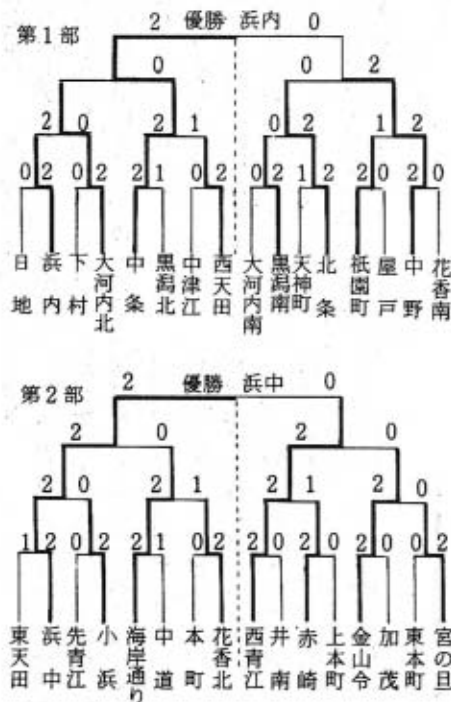 第1部
2 優勝 浜内 0
0 0 2
2 0 2 1 0 2 1 2
0 2 0 2 2 1 0 2 0 2 1 2 2 0 2 0
日地 浜内 下村 大河内北 中条 黒潟北 中津江 西天田 大河内南 黒潟南 天神町 北条 祇園町 屋戸 中野 花香南
第2部
2 優勝 浜中 0
2 0 2 0
2 0 2 1 2 1 2 0
1 2 0 2 2 1 0 2 2 0 2 0 2 0 0 2
東天田 浜中 先青江 小浜 海岸通り 中道 本町 花香北 西青江 井南 赤崎 上本町 金山令 加茂 東本町 宮の旦